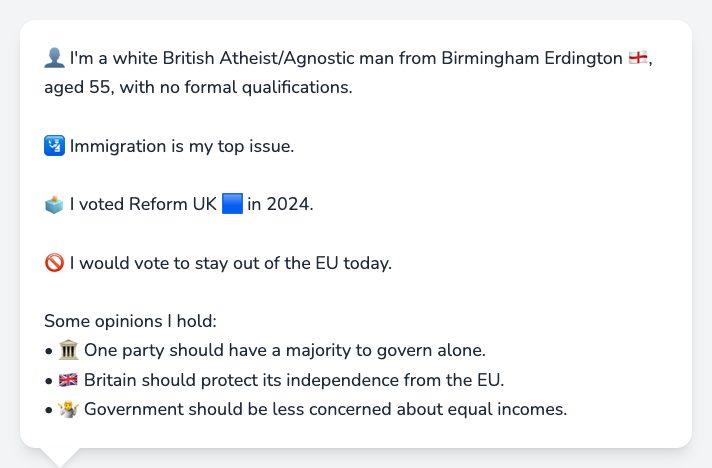 👤 I'm a white British Atheist/Agnostic man from Birmingham Erdington 🏴󠁧󠁢󠁥󠁮󠁧󠁿,
aged 55, with no formal qualifications.
🛂 Immigration is my top issue.
🗳️ I voted Reform UK 🟦 in 2024.
🚫 I would vote to stay out of the EU today.
Some opinions I hold:
• 🏛️ One party should have a majority to govern alone.
• 🇬🇧 Britain should protect its independence from the EU.
• 🤷 Government should be less concerned about equal incomes.